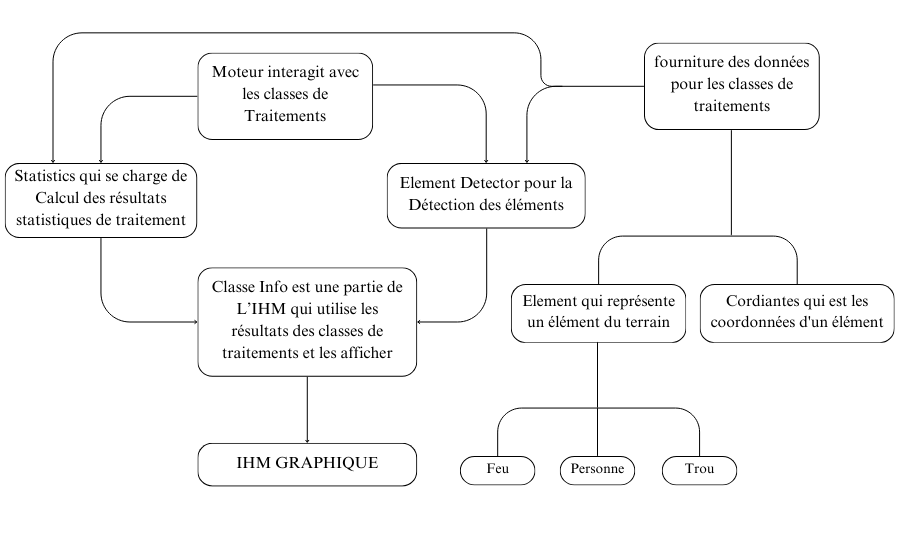 Moteur interagit avec
les classes de
Traitements
fourniture des données
pour les classes de
traitements
Statistics qui se charge de
Calcul des résultats
statistiques de traitement
Element Detector pour la
Détection des éléments
Classe Info est une partie de
L'IHM qui utilise les
résultats des classes de
traitements et les afficher
Element qui représente
un élément du terrain
Cordiantes qui est les
coordonnées d'un élément
IHM GRAPHIQUE
Feu
Personne
Trou